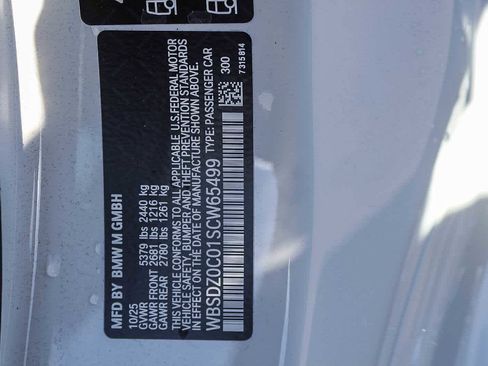 MFD BY BMW M GMBH
10/25
GVWR 5379 lbs 2440 kg
GAWR FRONT 2681 lbs 1216 kg
GAWR REAR 2780 lbs 1261 kg
THIS VEHICLE CONFORMS TO ALL APPLICABLE U.S.FEDERAL MOTOR
VEHICLE SAFETY, BUMPER AND THEFT PREVENTION STANDARDS
IN EFFECT ON THE DATE OF MANUFACTURE SHOWN ABOVE.
WBSDZ0C01SCW65499 TYPE: PASSENGER CAR
300
7315814